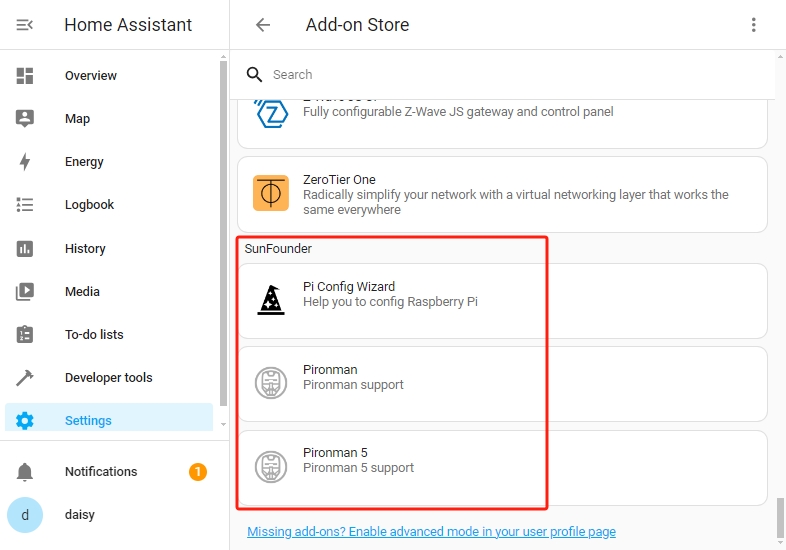 Home Assistant
Add-on Store
Search
Overview
Map
Energy
Logbook
History
Media
To-do lists
Developer tools
Settings
Notifications
1
d
daisy
Fully configurable Z-Wave JS gateway and control panel
ZeroTier One
Radically simplify your network with a virtual networking layer that works the
same everywhere
SunFounder
Pi Config Wizard
Help you to config Raspberry Pi
Pironman
Pironman support
Pironman 5
Pironman 5 support
Missing add-ons? Enable advanced mode in your user profile page